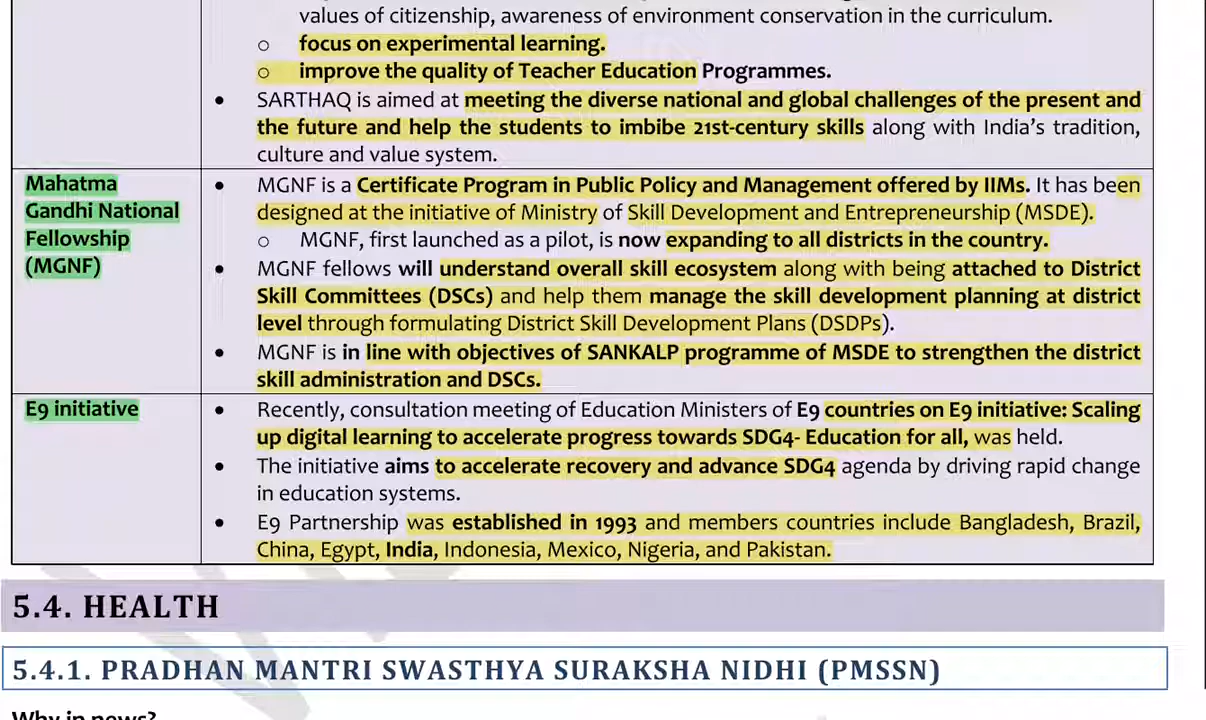 values of citizenship, awareness of environment conservation in the curriculum.
o focus on experimental learning.
o improve the quality of Teacher Education Programmes.
• SARTHAQ is aimed at meeting the diverse national and global challenges of the present and
the future and help the students to imbibe 21st-century skills along with India's tradition,
culture and value system.
Mahatma
Gandhi National
Fellowship
(MGNF)
• MGNF is a Certificate Program in Public Policy and Management offered by IIMs. It has been
designed at the initiative of Ministry of Skill Development and Entrepreneurship (MSDE).
o MGNF, first launched as a pilot, is now expanding to all districts in the country.
• MGNF fellows will understand overall skill ecosystem along with being attached to District
Skill Committees (DSCs) and help them manage the skill development planning at district
level through formulating District Skill Development Plans (DSDPs).
• MGNF is in line with objectives of SANKALP programme of MSDE to strengthen the district
skill administration and DSCs.
E9 initiative
• Recently, consultation meeting of Education Ministers of E9 countries on E9 initiative: Scaling
up digital learning to accelerate progress towards SDG4- Education for all, was held.
• The initiative aims to accelerate recovery and advance SDG4 agenda by driving rapid change
in education systems.
• E9 Partnership was established in 1993 and members countries include Bangladesh, Brazil,
China, Egypt, India, Indonesia, Mexico, Nigeria, and Pakistan.
5.4. HEALTH
5.4.1. PRADHAN MANTRI SWASTHYA SURAKSHA NIDHI (PMSSN)
Why in news?